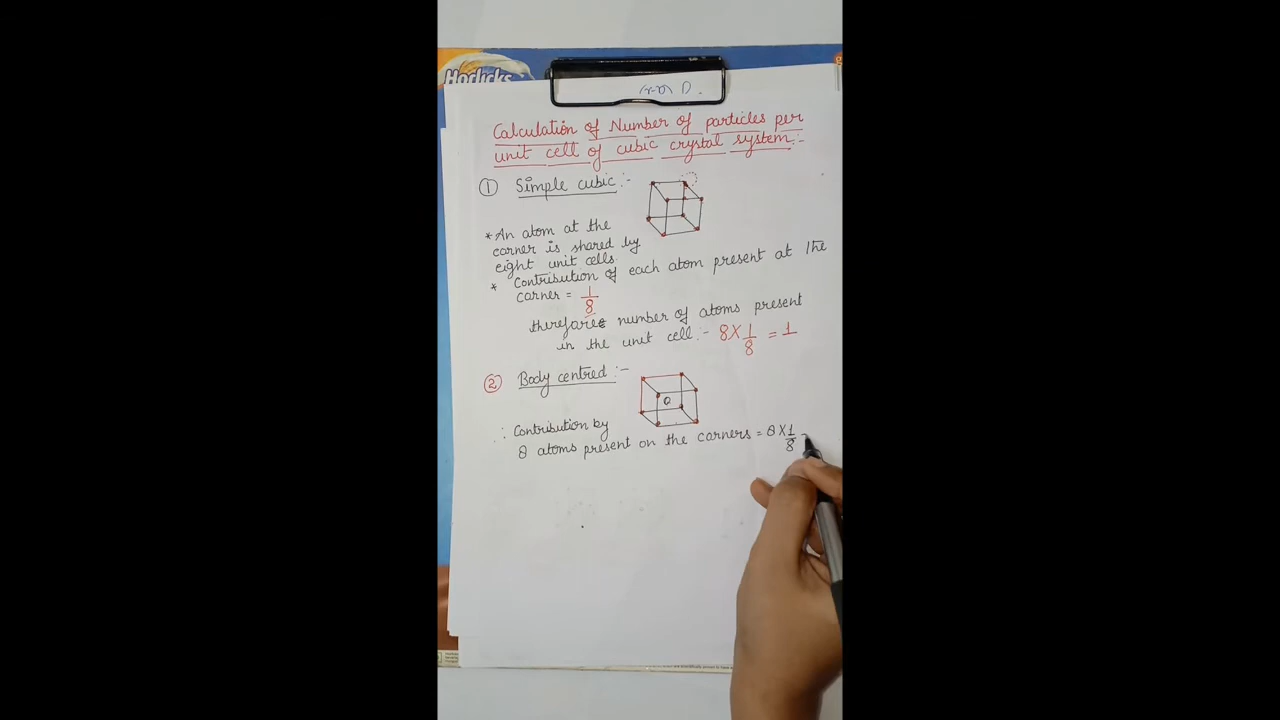 Horlicks
Calculation of Number of particles per
unit cell of cubic crystal system:-
① Simple cubic :-
* An atom at the
corner is shared by
eight unit cells.
* Contribution of each atom present at the
corner = 1/8
therefore number of atoms present
in the unit cell :- 8 X 1/8 = 1
② Body centred :-
∴ Contribution by
8 atoms present on the corners = 8 X 1/8 =